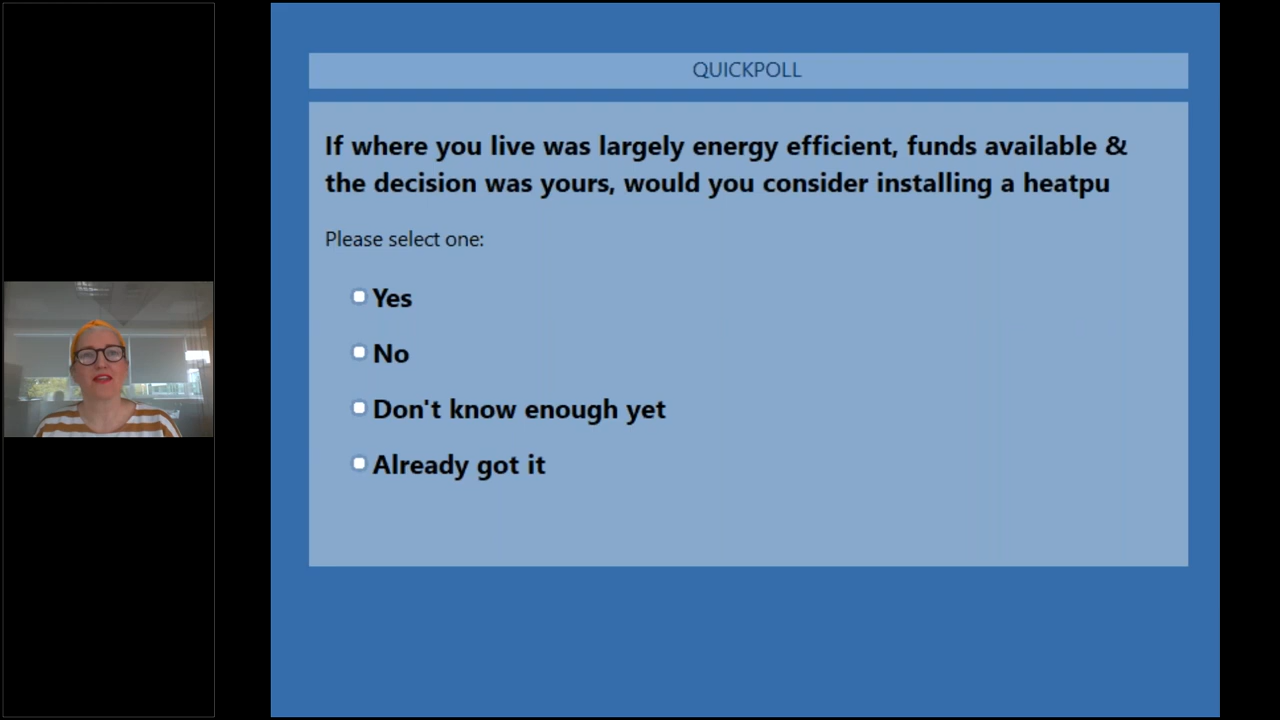 QUICKPOLL
If where you live was largely energy efficient, funds available &
the decision was yours, would you consider installing a heatpu
Please select one:
Yes
No
Don't know enough yet
Already got it